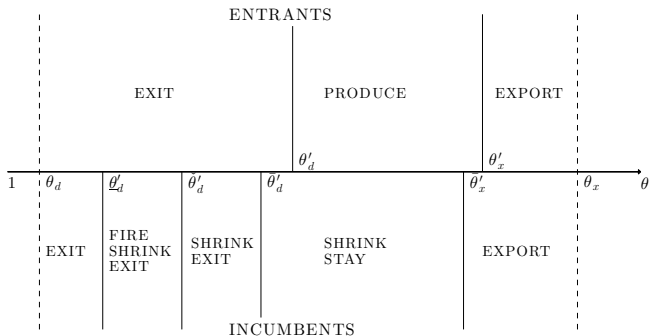 ENTRANTS
EXIT PRODUCE EXPORT
θ′_d θ′_x
1 θ_d θ̲′_d θ̇′_d θ̄′_d θ̄′_x θ_x θ
EXIT
FIRE
SHRINK
EXIT
SHRINK
EXIT
SHRINK
STAY
EXPORT
INCUMBENTS